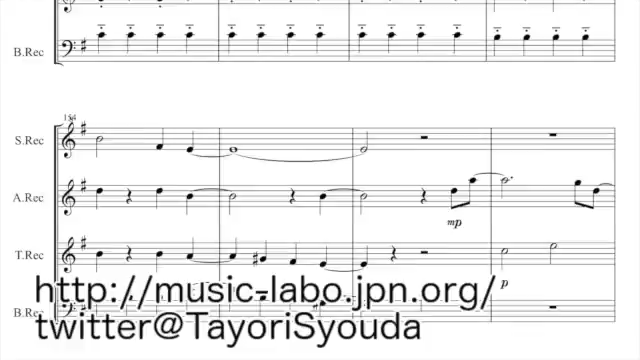 B.Rec
154
S.Rec
A.Rec
mp
T.Rec
p
B.Rec
http://music-labo.jpn.org/
twitter@TayoriSyouda